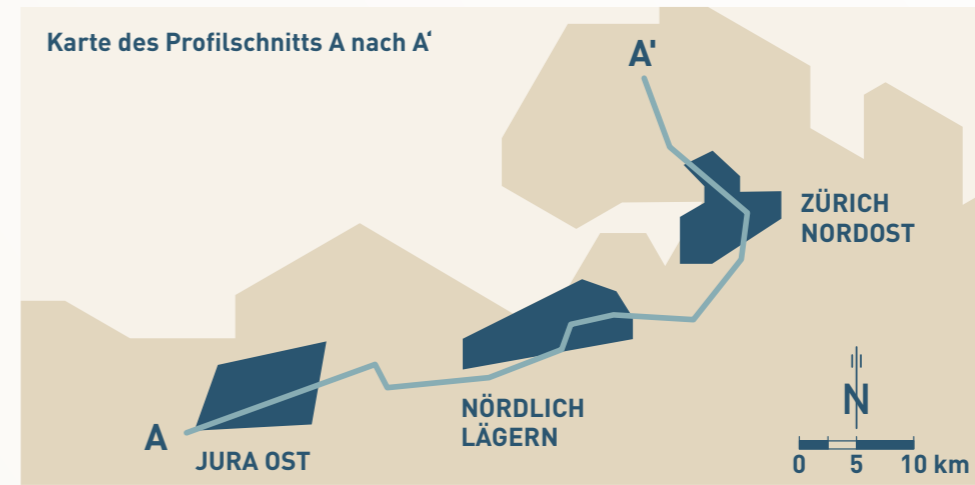 Karte des Profilschnitts A nach A‘
A'
ZÜRICH
NORDOST
NÖRDLICH
LÄGERN
A
JURA OST
N
0 5 10 km